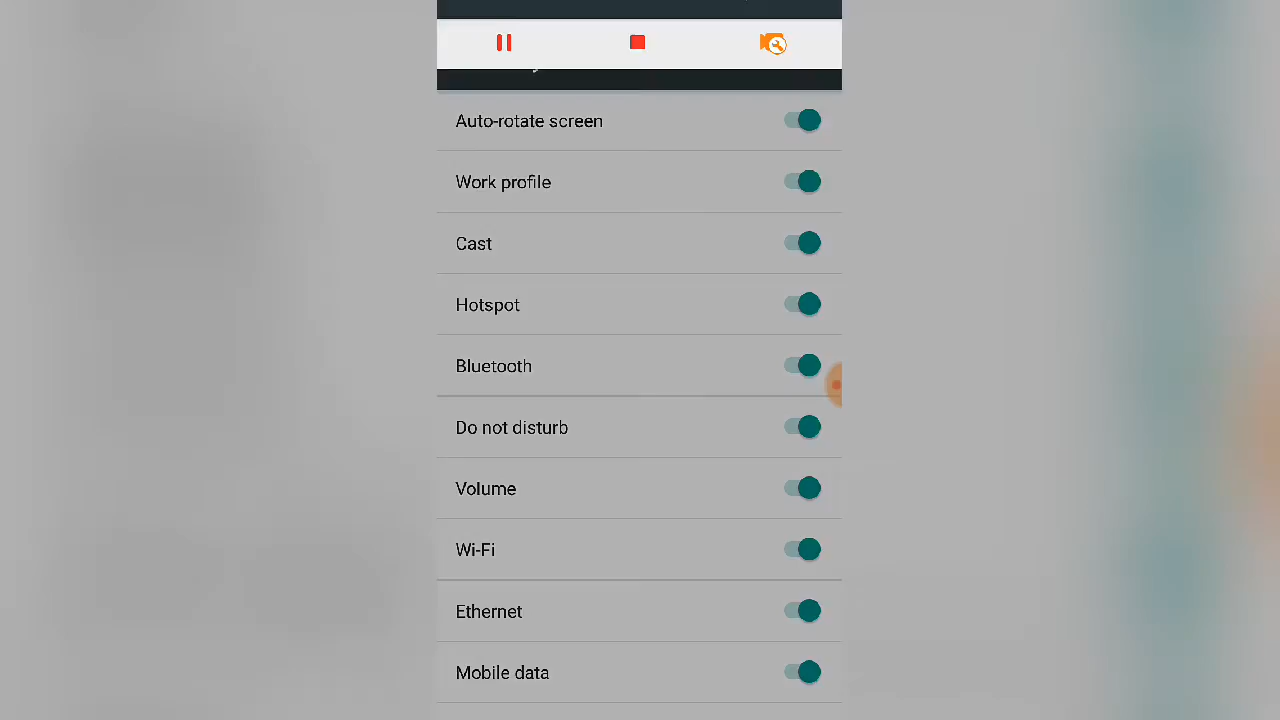 Auto-rotate screen
Work profile
Cast
Hotspot
Bluetooth
Do not disturb
Volume
Wi-Fi
Ethernet
Mobile data